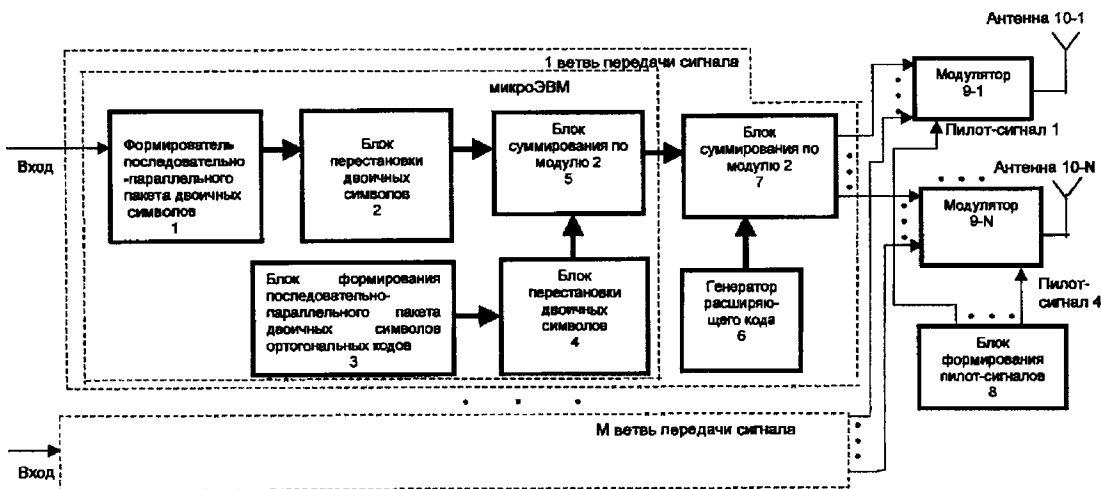 Антенна 10-1
1 ветвь передачи сигнала
микроЭВМ
Модулятор
9-1
Вход
Формирователь
последовательно
-параллельного
пакета двоичных
символов
1
Блок
перестановки
двоичных
символов
2
Блок
суммирования по
модулю 2
5
Блок
суммирования по
модулю 2
7
Пилот-сигнал 1
Антенна 10-N
Модулятор
9-N
Блок формирования
последовательно-
параллельного пакета
двоичных символов
ортогональных кодов
3
Блок
перестановки
двоичных
символов
4
Генератор
расширяю-
щего кода
6
Пилот-
сигнал 4
Блок
формирования
пилот-сигналов
8
М ветвь передачи сигнала
Вход